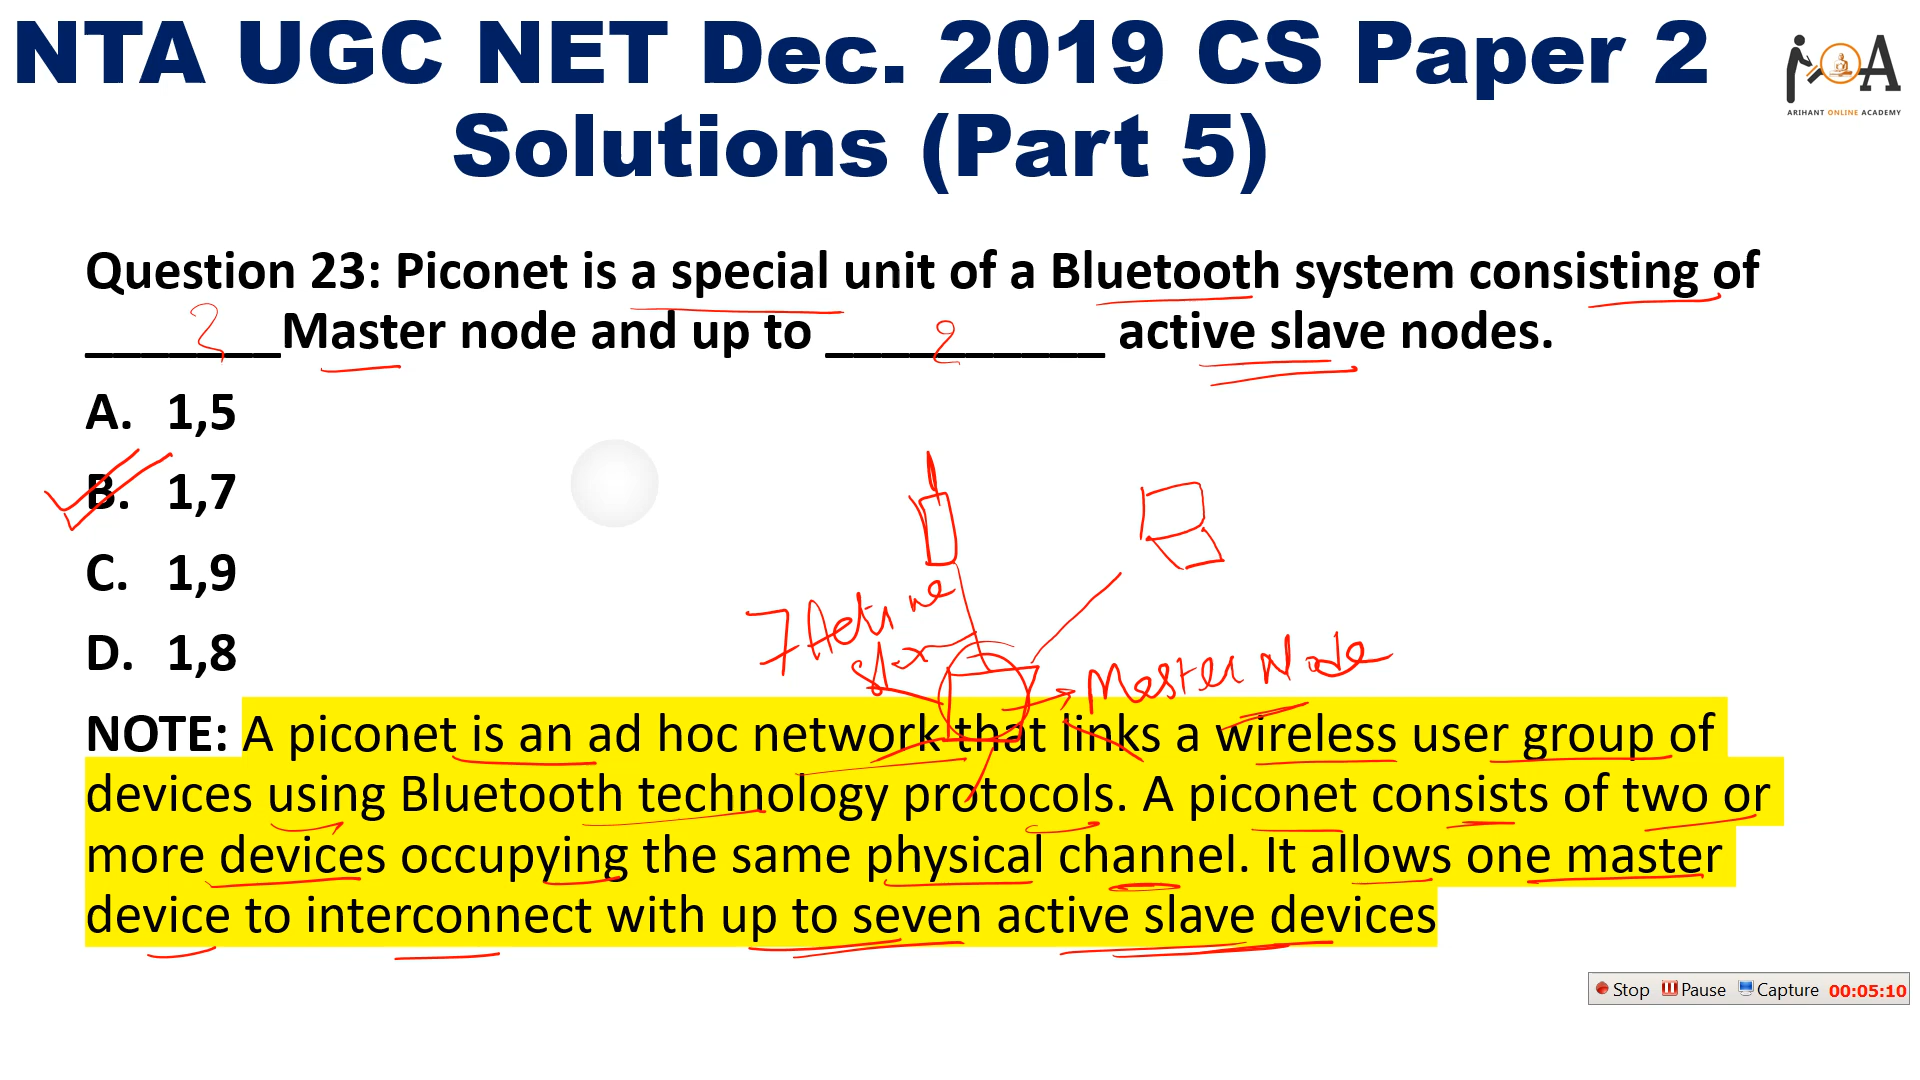 NTA UGC NET Dec. 2019 CS Paper 2
Solutions (Part 5)
ARIHANT ONLINE ACADEMY
Question 23: Piconet is a special unit of a Bluetooth system consisting of
_______Master node and up to __________ active slave nodes.
A. 1,5
B. 1,7
C. 1,9
D. 1,8
7 Active
Master Node
NOTE: A piconet is an ad hoc network that links a wireless user group of
devices using Bluetooth technology protocols. A piconet consists of two or
more devices occupying the same physical channel. It allows one master
device to interconnect with up to seven active slave devices
Stop Pause Capture 00:05:10